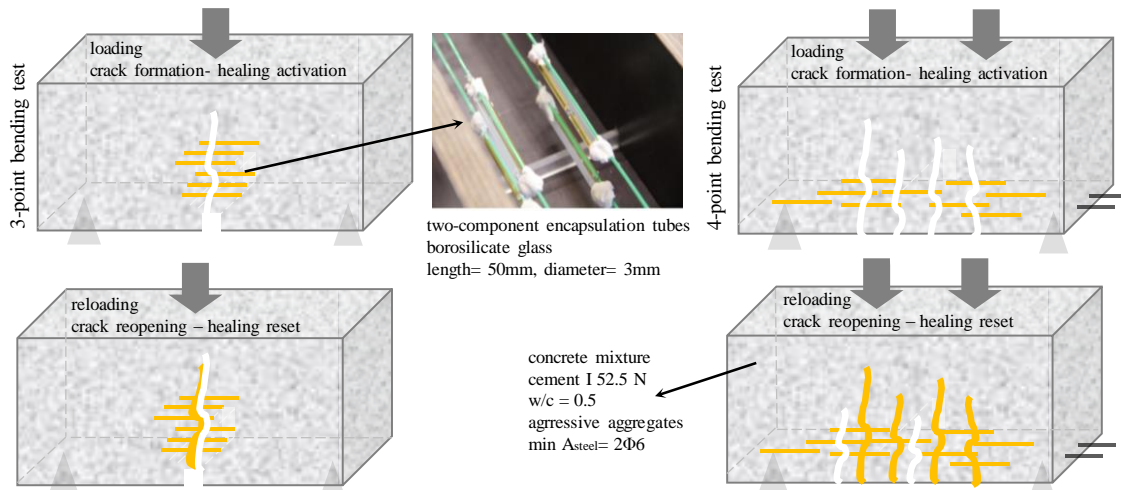 3-point bending test
loading
crack formation- healing activation
two-component encapsulation tubes
borosilicate glass
length= 50mm, diameter= 3mm
4-point bending test
loading
crack formation- healing activation
reloading
crack reopening – healing reset
concrete mixture
cement I 52.5 N
w/c = 0.5
agrressive aggregates
min Asteel= 2Φ6
reloading
crack reopening – healing reset